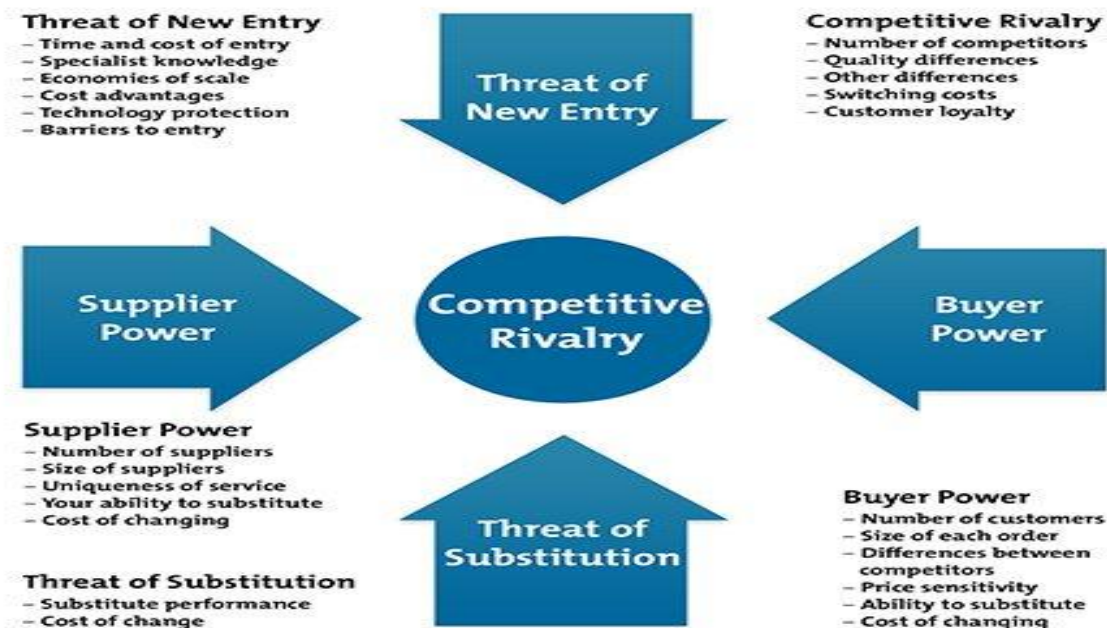 Threat of New Entry
– Time and cost of entry
– Specialist knowledge
– Economies of scale
– Cost advantages
– Technology protection
– Barriers to entry
Threat of
New Entry
Competitive Rivalry
– Number of competitors
– Quality differences
– Other differences
– Switching costs
– Customer loyalty
Supplier
Power
Competitive
Rivalry
Buyer
Power
Supplier Power
– Number of suppliers
– Size of suppliers
– Uniqueness of service
– Your ability to substitute
– Cost of changing
Threat of
Substitution
Threat of Substitution
– Substitute performance
– Cost of change
Buyer Power
– Number of customers
– Size of each order
– Differences between
competitors
– Price sensitivity
– Ability to substitute
– Cost of changing